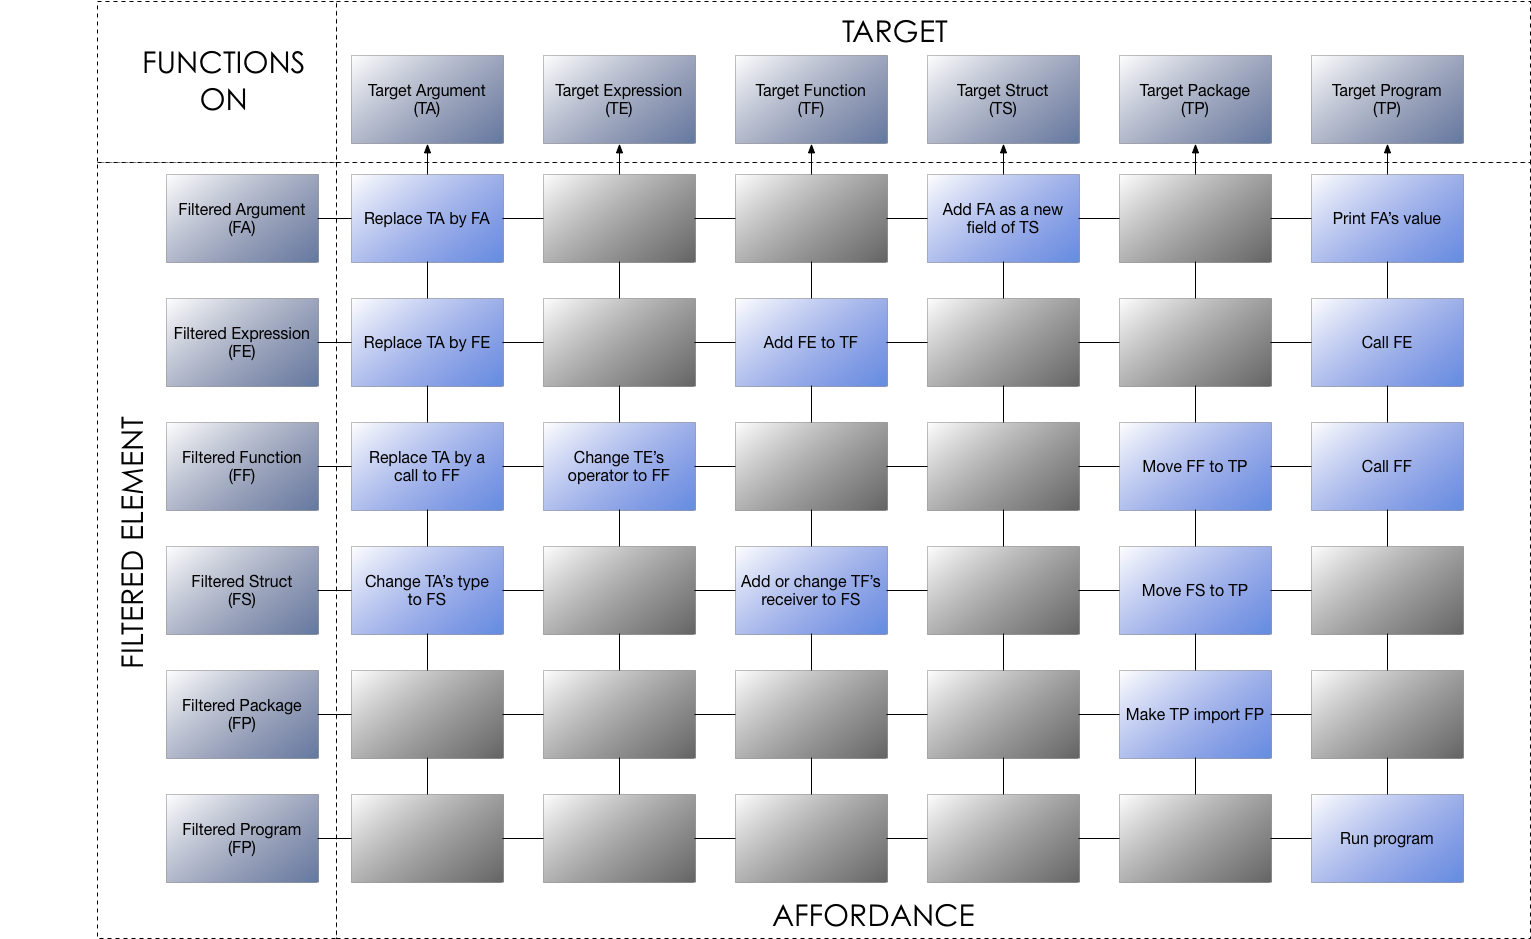 FUNCTIONS
ON
TARGET
Target Argument
(TA)
Target Expression
(TE)
Target Function
(TF)
Target Struct
(TS)
Target Package
(TP)
Target Program
(TP)
FILTERED ELEMENT
Filtered Argument
(FA)
Replace TA by FA
Add FA as a new
field of TS
Print FA’s value
Filtered Expression
(FE)
Replace TA by FE
Add FE to TF
Call FE
Filtered Function
(FF)
Replace TA by a
call to FF
Change TE’s
operator to FF
Move FF to TP
Call FF
Filtered Struct
(FS)
Change TA’s type
to FS
Add or change TF’s
receiver to FS
Move FS to TP
Filtered Package
(FP)
Make TP import FP
Filtered Program
(FP)
Run program
AFFORDANCE